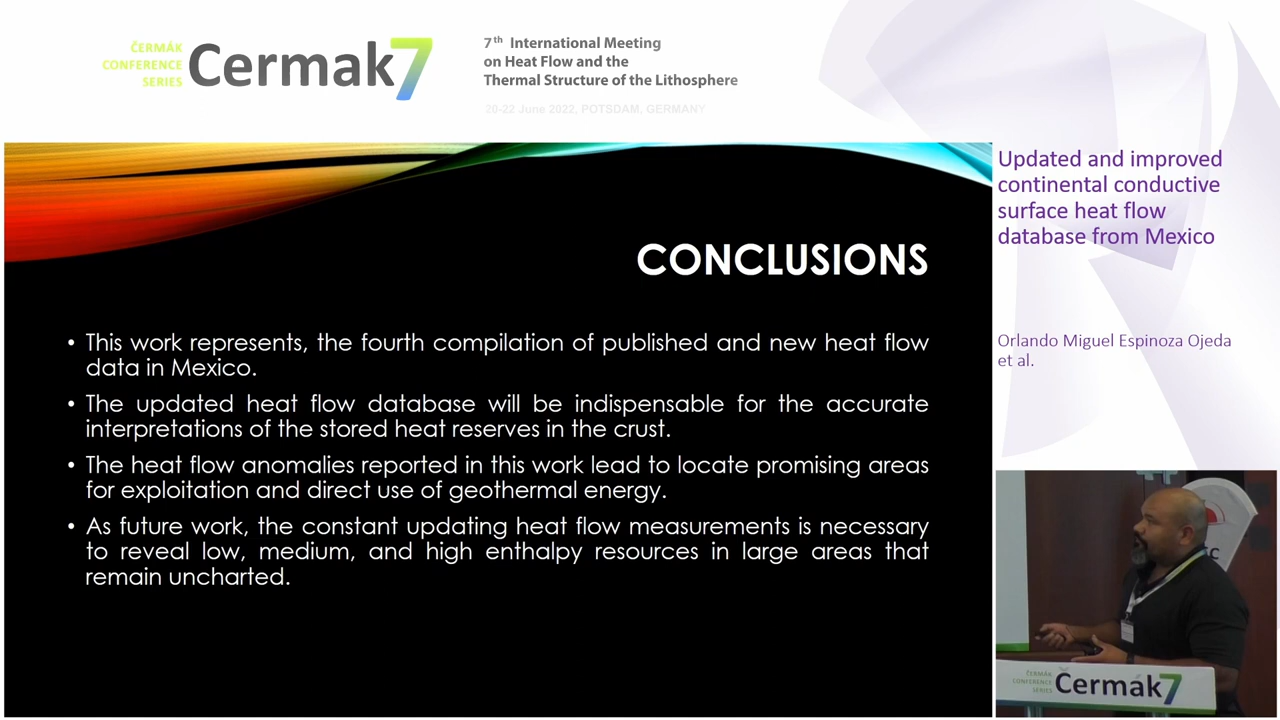 ČERMÁK
CONFERENCE
SERIES
Cermak7
7th International Meeting
on Heat Flow and the
Thermal Structure of the Lithosphere
20-22 June 2022, POTSDAM, GERMANY
CONCLUSIONS
• This work represents, the fourth compilation of published and new heat flow
data in Mexico.
• The updated heat flow database will be indispensable for the accurate
interpretations of the stored heat reserves in the crust.
• The heat flow anomalies reported in this work lead to locate promising areas
for exploitation and direct use of geothermal energy.
• As future work, the constant updating heat flow measurements is necessary
to reveal low, medium, and high enthalpy resources in large areas that
remain uncharted.
Updated and improved
continental conductive
surface heat flow
database from Mexico
Orlando Miguel Espinoza Ojeda
et al.
ČERMÁK
CONFERENCE
SERIES
Čermák7